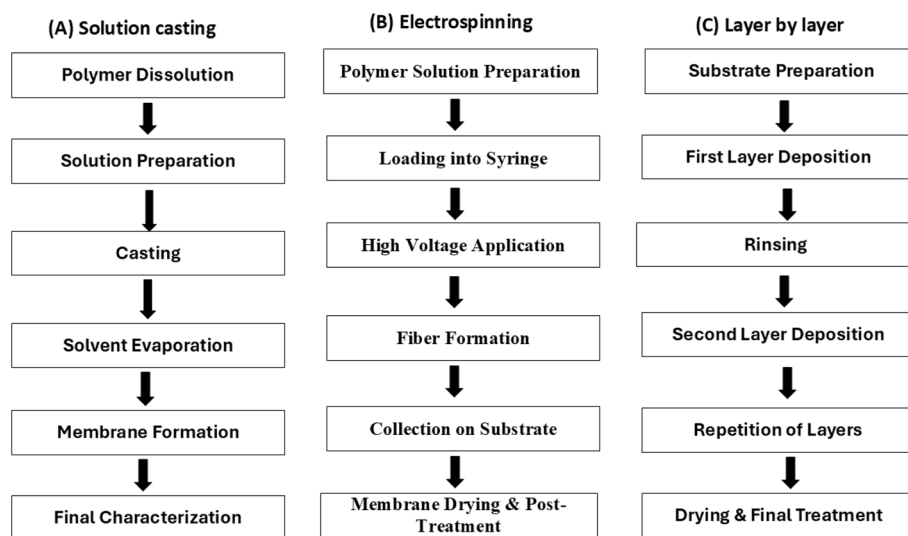 (A) Solution casting
Polymer Dissolution
Solution Preparation
Casting
Solvent Evaporation
Membrane Formation
Final Characterization
(B) Electrospinning
Polymer Solution Preparation
Loading into Syringe
High Voltage Application
Fiber Formation
Collection on Substrate
Membrane Drying & Post-
Treatment
(C) Layer by layer
Substrate Preparation
First Layer Deposition
Rinsing
Second Layer Deposition
Repetition of Layers
Drying & Final Treatment